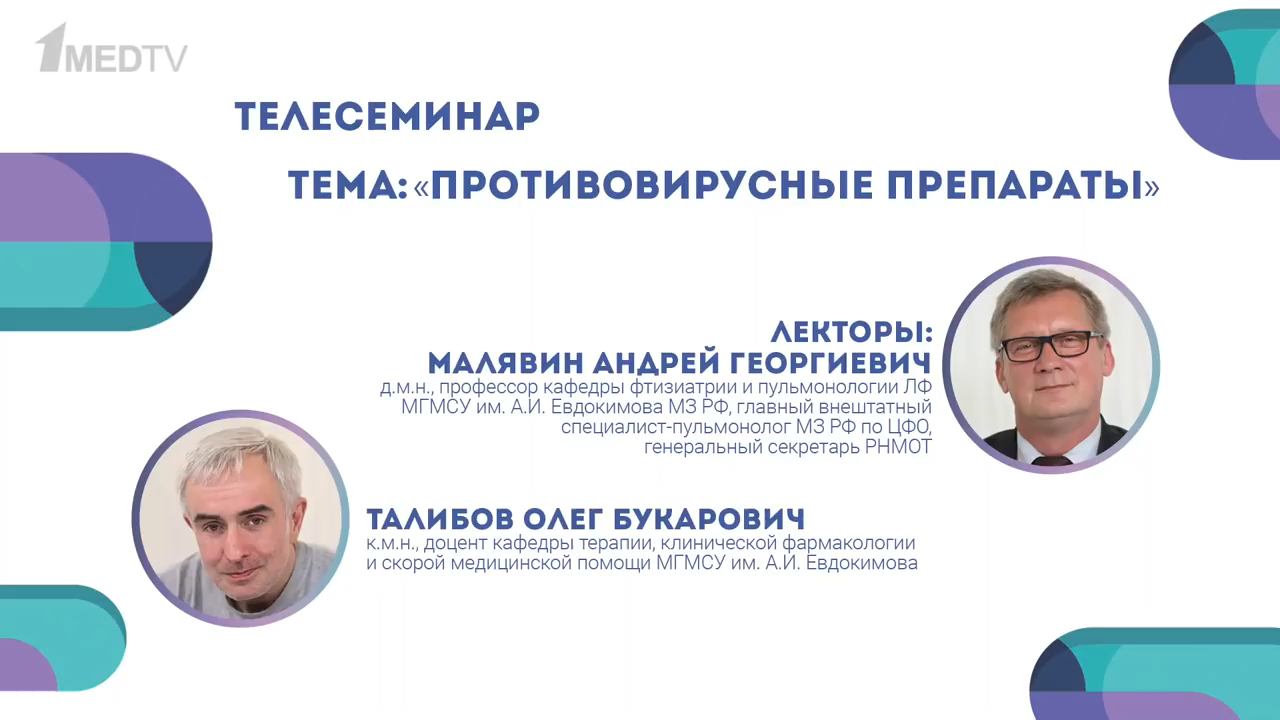 1MEDTV
ТЕЛЕСЕМИНАР
ТЕМА: «ПРОТИВОВИРУСНЫЕ ПРЕПАРАТЫ»
ЛЕКТОРЫ:
МАЛЯВИН АНДРЕЙ ГЕОРГИЕВИЧ
д.м.н., профессор кафедры фтизиатрии и пульмонологии ЛФ
МГМСУ им. А.И. Евдокимова МЗ РФ, главный внештатный
специалист-пульмонолог МЗ РФ по ЦФО,
генеральный секретарь РНМОТ
ТАЛИБОВ ОЛЕГ БУКАРОВИЧ
к.м.н., доцент кафедры терапии, клинической фармакологии
и скорой медицинской помощи МГМСУ им. А.И. Евдокимова